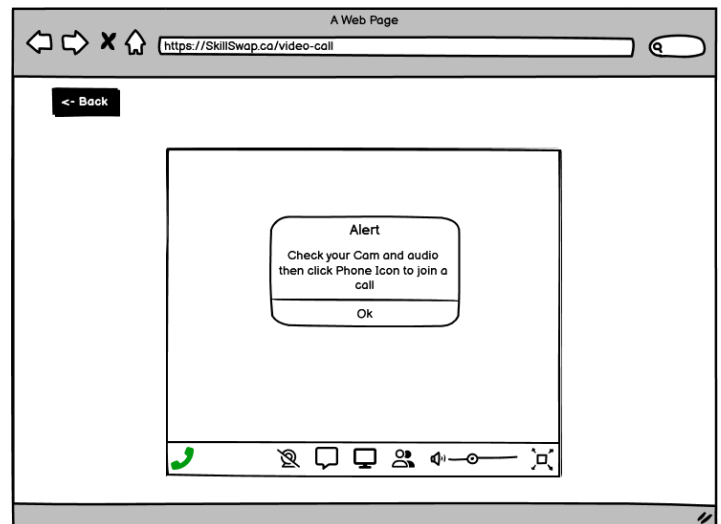 A Web Page
https://SkillSwap.ca/video-call
<- Back
Alert
Check your Cam and audio
then click Phone Icon to join a
call
Ok